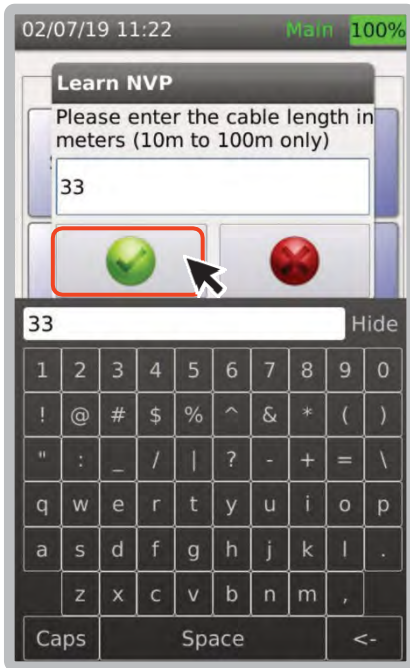 02/07/19 11:22 Main 100%
Learn NVP
Please enter the cable length in
meters (10m to 100m only)
33
33 Hide
1 2 3 4 5 6 7 8 9 0
! @ # $ % ^ & * ( )
" : _ / | ? - + = \
q w e r t y u i o p
a s d f g h j k l .
z x c v b n m ,
Caps Space <-